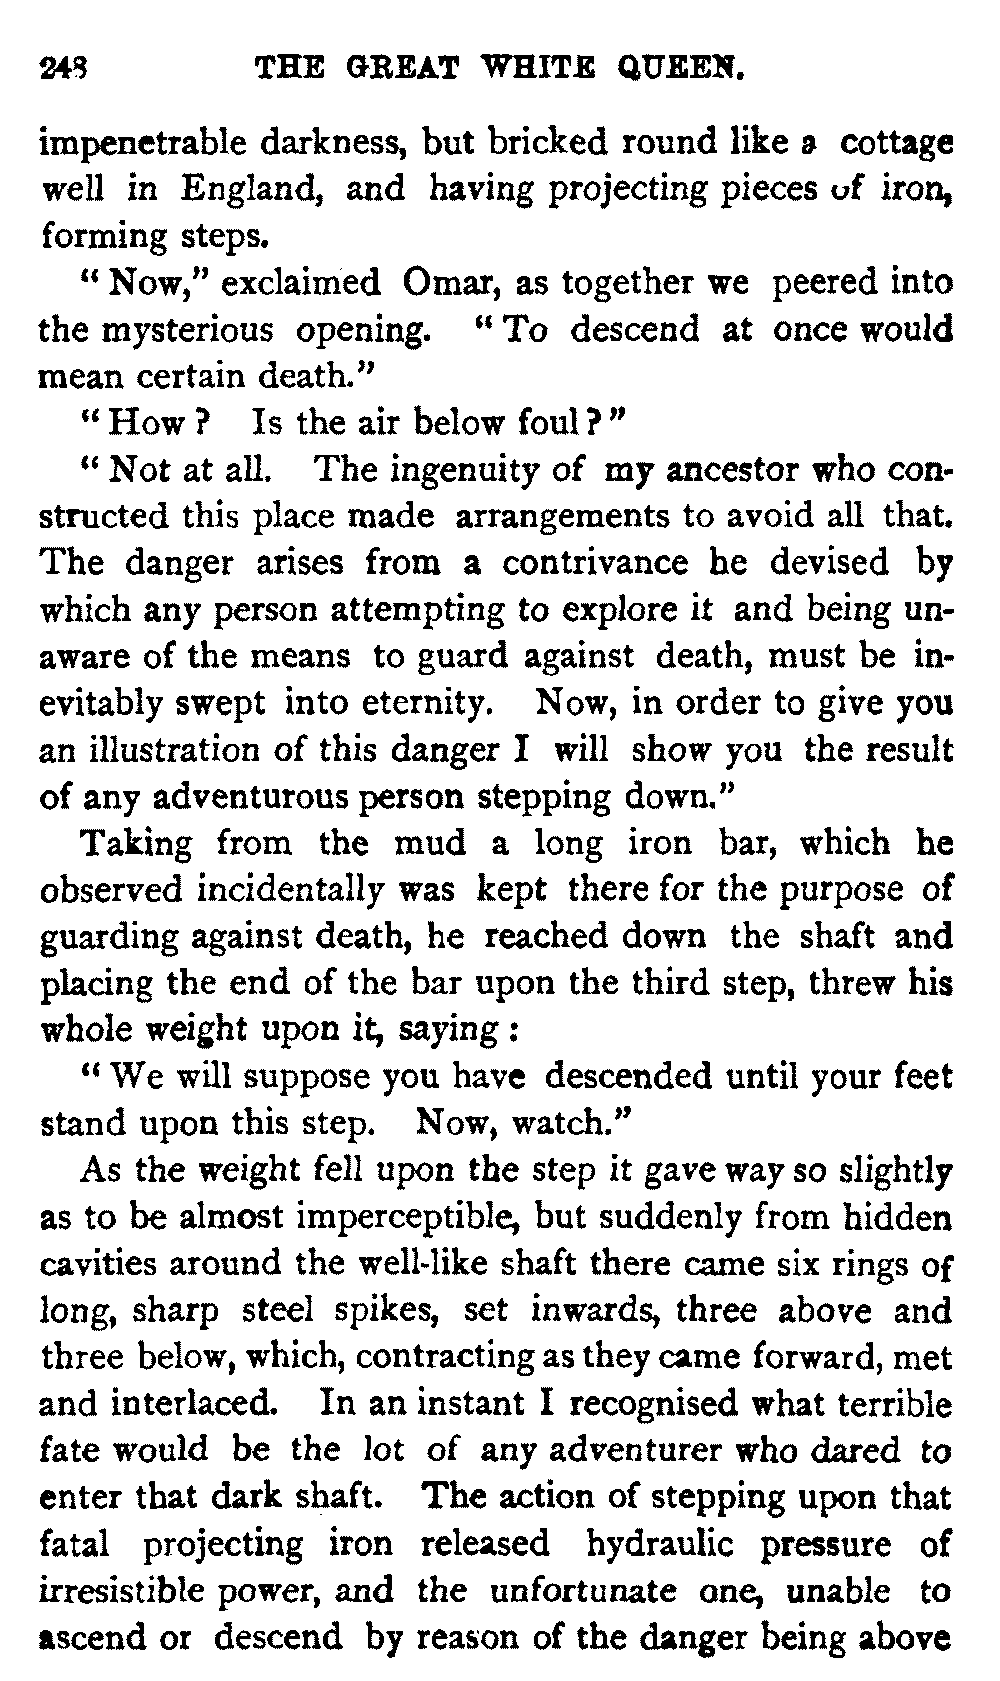 248 THE GREAT WHITE QUEEN.
impenetrable darkness, but bricked round like a cottage
well in England, and having projecting pieces of iron,
forming steps.
“Now,” exclaimed Omar, as together we peered into
the mysterious opening. “To descend at once would
mean certain death.”
“How? Is the air below foul?”
“Not at all. The ingenuity of my ancestor who con-
structed this place made arrangements to avoid all that.
The danger arises from a contrivance he devised by
which any person attempting to explore it and being un-
aware of the means to guard against death, must be in-
evitably swept into eternity. Now, in order to give you
an illustration of this danger I will show you the result
of any adventurous person stepping down.”
Taking from the mud a long iron bar, which he
observed incidentally was kept there for the purpose of
guarding against death, he reached down the shaft and
placing the end of the bar upon the third step, threw his
whole weight upon it, saying:
“We will suppose you have descended until your feet
stand upon this step. Now, watch.”
As the weight fell upon the step it gave way so slightly
as to be almost imperceptible, but suddenly from hidden
cavities around the well-like shaft there came six rings of
long, sharp steel spikes, set inwards, three above and
three below, which, contracting as they came forward, met
and interlaced. In an instant I recognised what terrible
fate would be the lot of any adventurer who dared to
enter that dark shaft. The action of stepping upon that
fatal projecting iron released hydraulic pressure of
irresistible power, and the unfortunate one, unable to
ascend or descend by reason of the danger being above